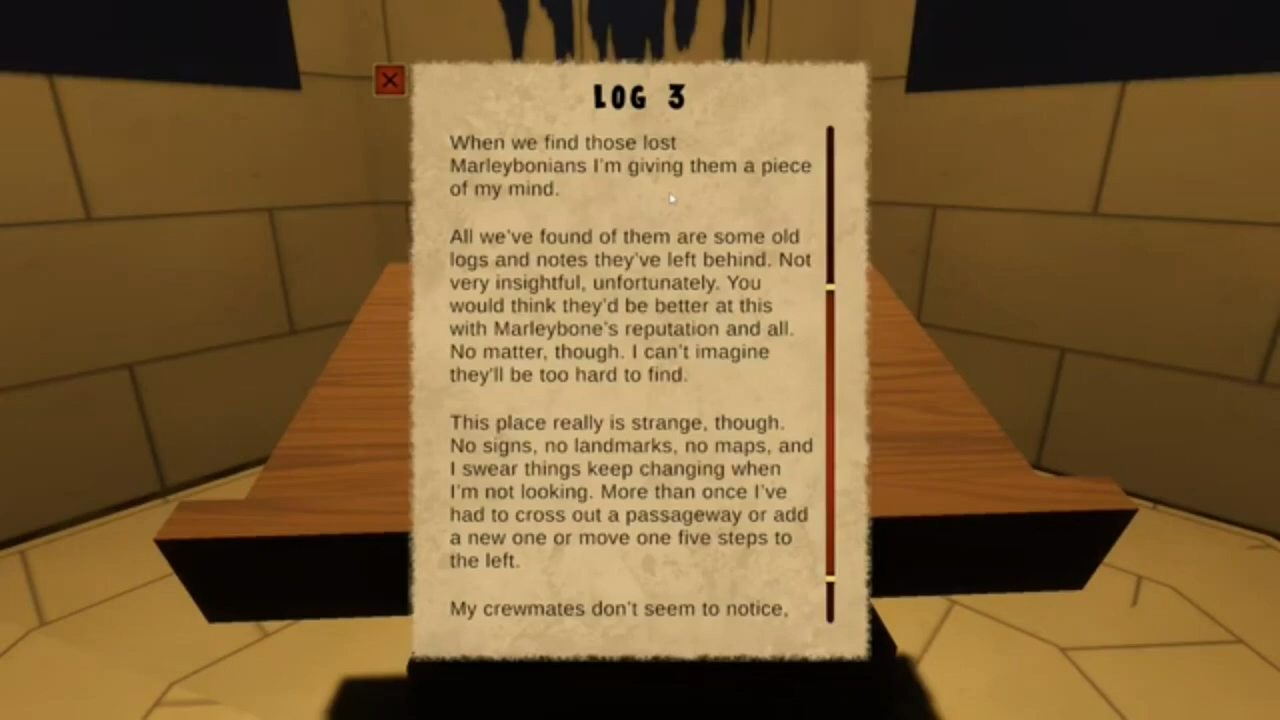 LOG 3
When we find those lost
Marleybonians I'm giving them a piece
of my mind.
All we've found of them are some old
logs and notes they've left behind. Not
very insightful, unfortunately. You
would think they'd be better at this
with Marleybone's reputation and all.
No matter, though. I can't imagine
they'll be too hard to find.
This place really is strange, though.
No signs, no landmarks, no maps, and
I swear things keep changing when
I'm not looking. More than once I've
had to cross out a passageway or add
a new one or move one five steps to
the left.
My crewmates don't seem to notice,